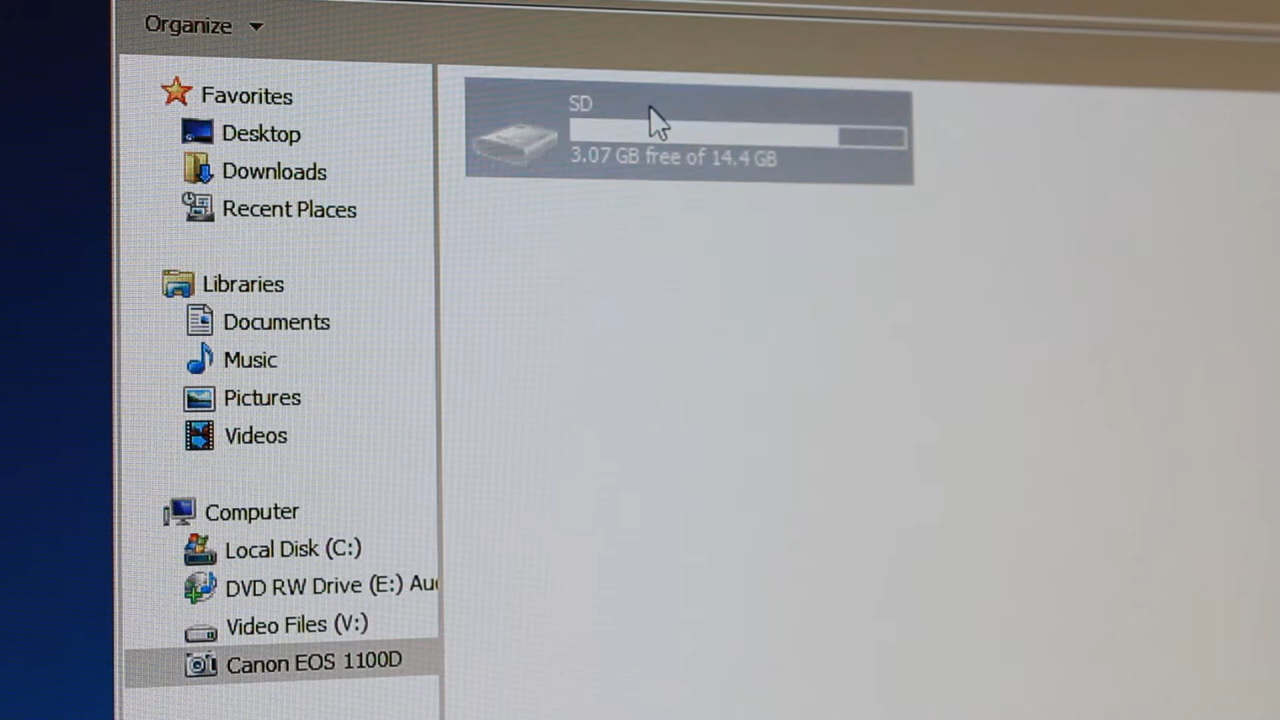 Organize
Favorites
Desktop
Downloads
Recent Places
Libraries
Documents
Music
Pictures
Videos
Computer
Local Disk (C:)
DVD RW Drive (E:) Au
Video Files (V:)
Canon EOS 1100D
SD
3.07 GB free of 14.4 GB